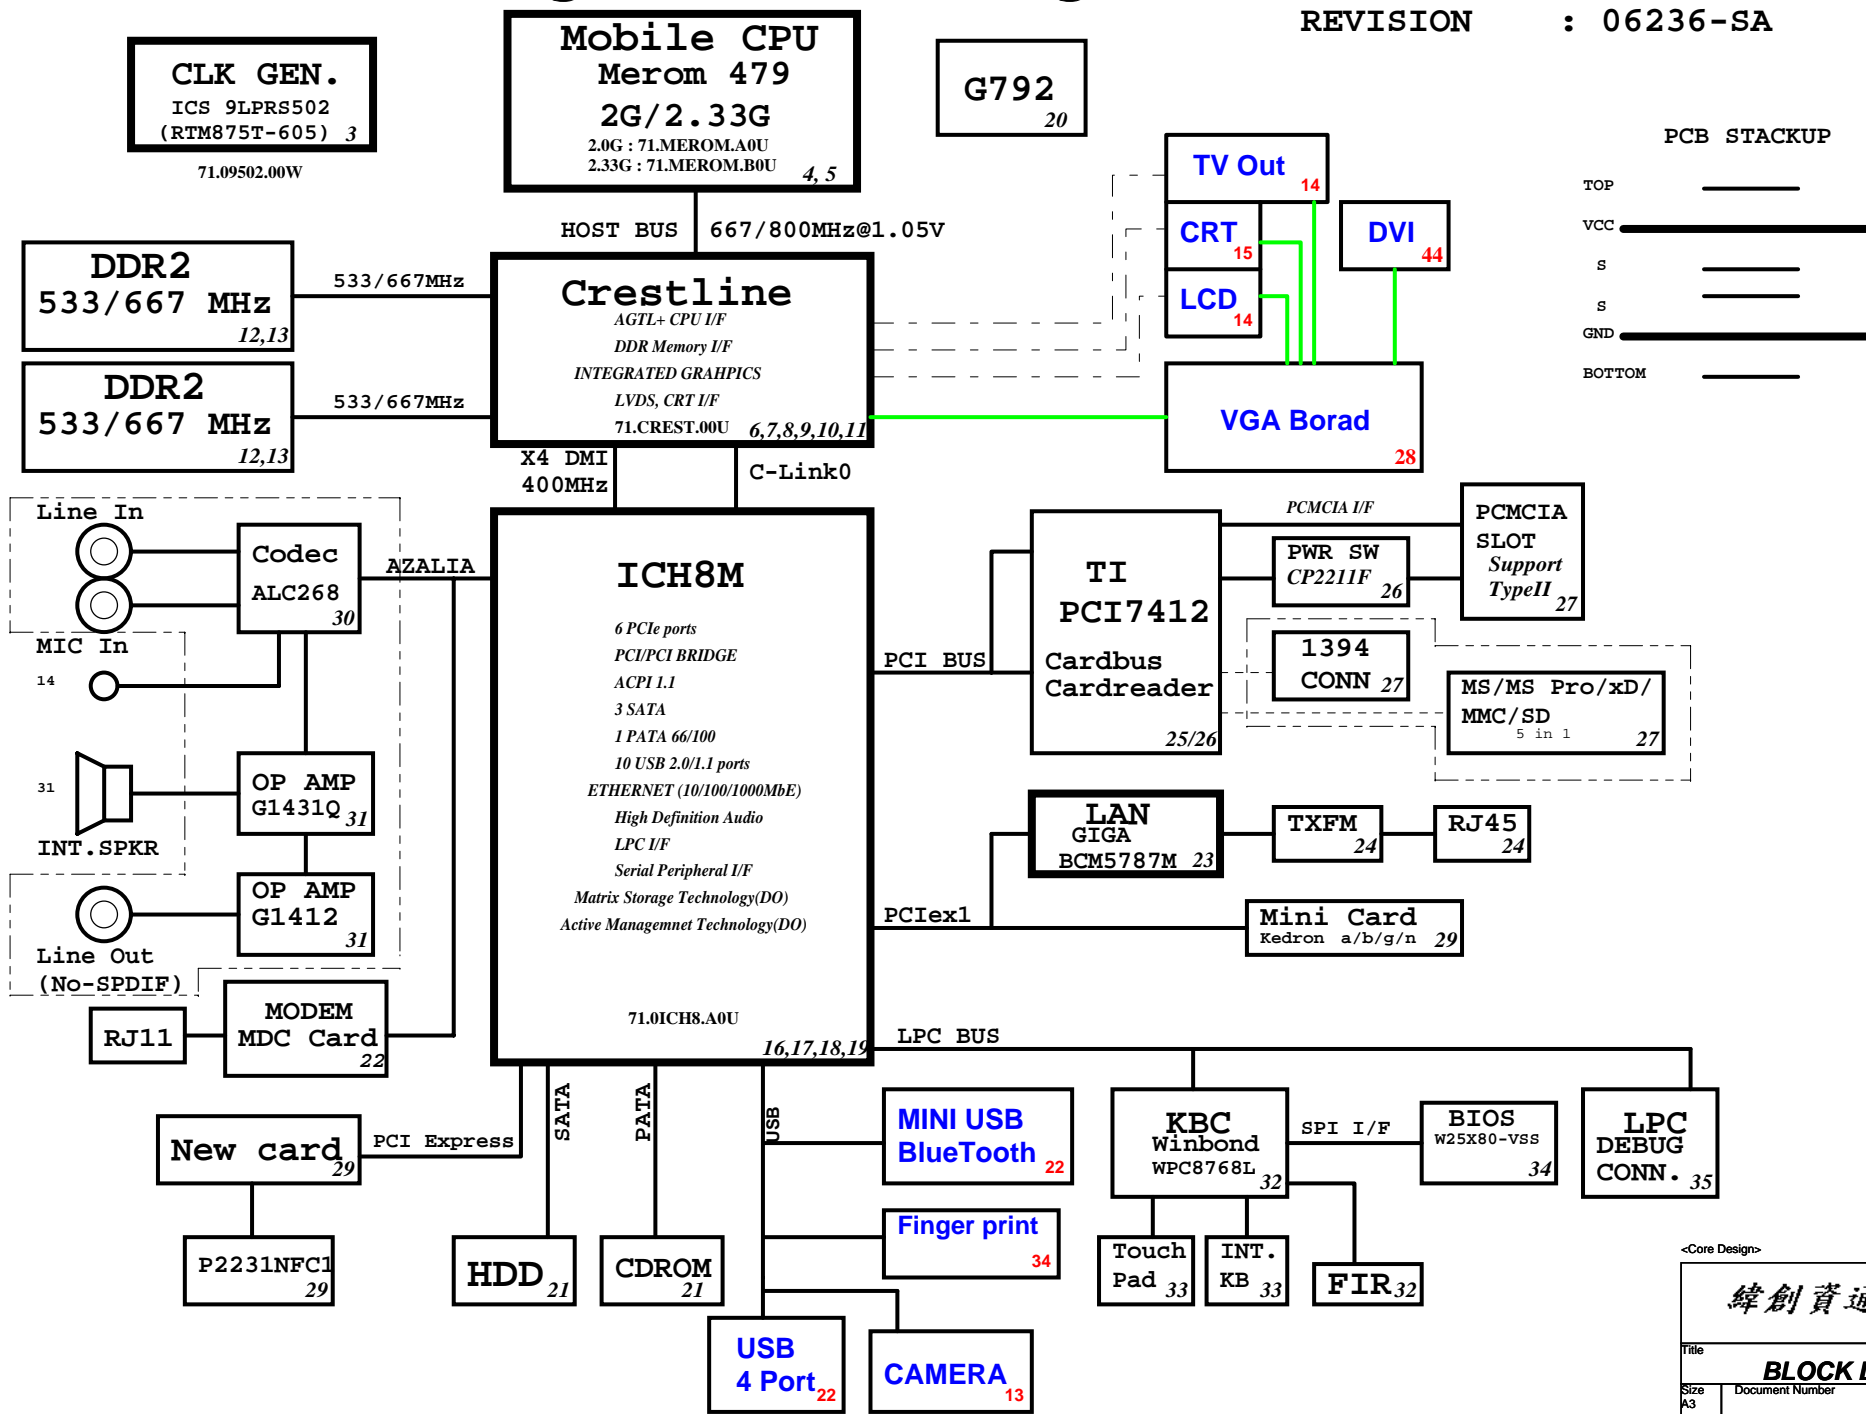 REVISION : 06236-SA
CLK GEN.
ICS 9LPRS502
(RTM875T-605) 3
71.09502.00W
Mobile CPU
Merom 479
2G/2.33G
2.0G : 71.MEROM.A0U
2.33G : 71.MEROM.B0U
4, 5
G792
20
HOST BUS
667/800MHz@1.05V
TV Out
14
CRT
15
LCD
14
DVI
44
VGA Borad
28
PCB STACKUP
TOP
VCC
S
S
GND
BOTTOM
DDR2
533/667 MHz
12,13
533/667MHz
DDR2
533/667 MHz
12,13
533/667MHz
Crestline
AGTL+ CPU I/F
DDR Memory I/F
INTEGRATED GRAHPICS
LVDS, CRT I/F
71.CREST.00U
6,7,8,9,10,11
X4 DMI
400MHz
C-Link0
Line In
Codec
ALC268
30
AZALIA
MIC In
14
31
INT.SPKR
OP AMP
G1431Q 31
OP AMP
G1412
31
Line Out
(No-SPDIF)
RJ11
MODEM
MDC Card
22
ICH8M
6 PCIe ports
PCI/PCI BRIDGE
ACPI 1.1
3 SATA
1 PATA 66/100
10 USB 2.0/1.1 ports
ETHERNET (10/100/1000MbE)
High Definition Audio
LPC I/F
Serial Peripheral I/F
Matrix Storage Technology(DO)
Active Managemnet Technology(DO)
71.0ICH8.A0U
16,17,18,19
PCI BUS
TI
PCI7412
Cardbus
Cardreader
25/26
PCMCIA I/F
PWR SW
CP2211F
26
PCMCIA
SLOT
Support
TypeII
27
1394
CONN 27
MS/MS Pro/xD/
MMC/SD
5 in 1
27
LAN
GIGA
BCM5787M 23
TXFM
24
RJ45
24
PCIex1
Mini Card
Kedron a/b/g/n 29
LPC BUS
New card
29
PCI Express
P2231NFC1
29
SATA
PATA
USB
HDD 21
CDROM
21
MINI USB
BlueTooth 22
Finger print
34
USB
4 Port 22
CAMERA
13
KBC
Winbond
WPC8768L
32
SPI I/F
BIOS
W25X80-VSS
34
LPC
DEBUG
CONN.
35
Touch
Pad 33
INT.
KB 33
FIR 32
<Core Design>
緯創資通
Title
BLOCK
Size
A3
Document Number